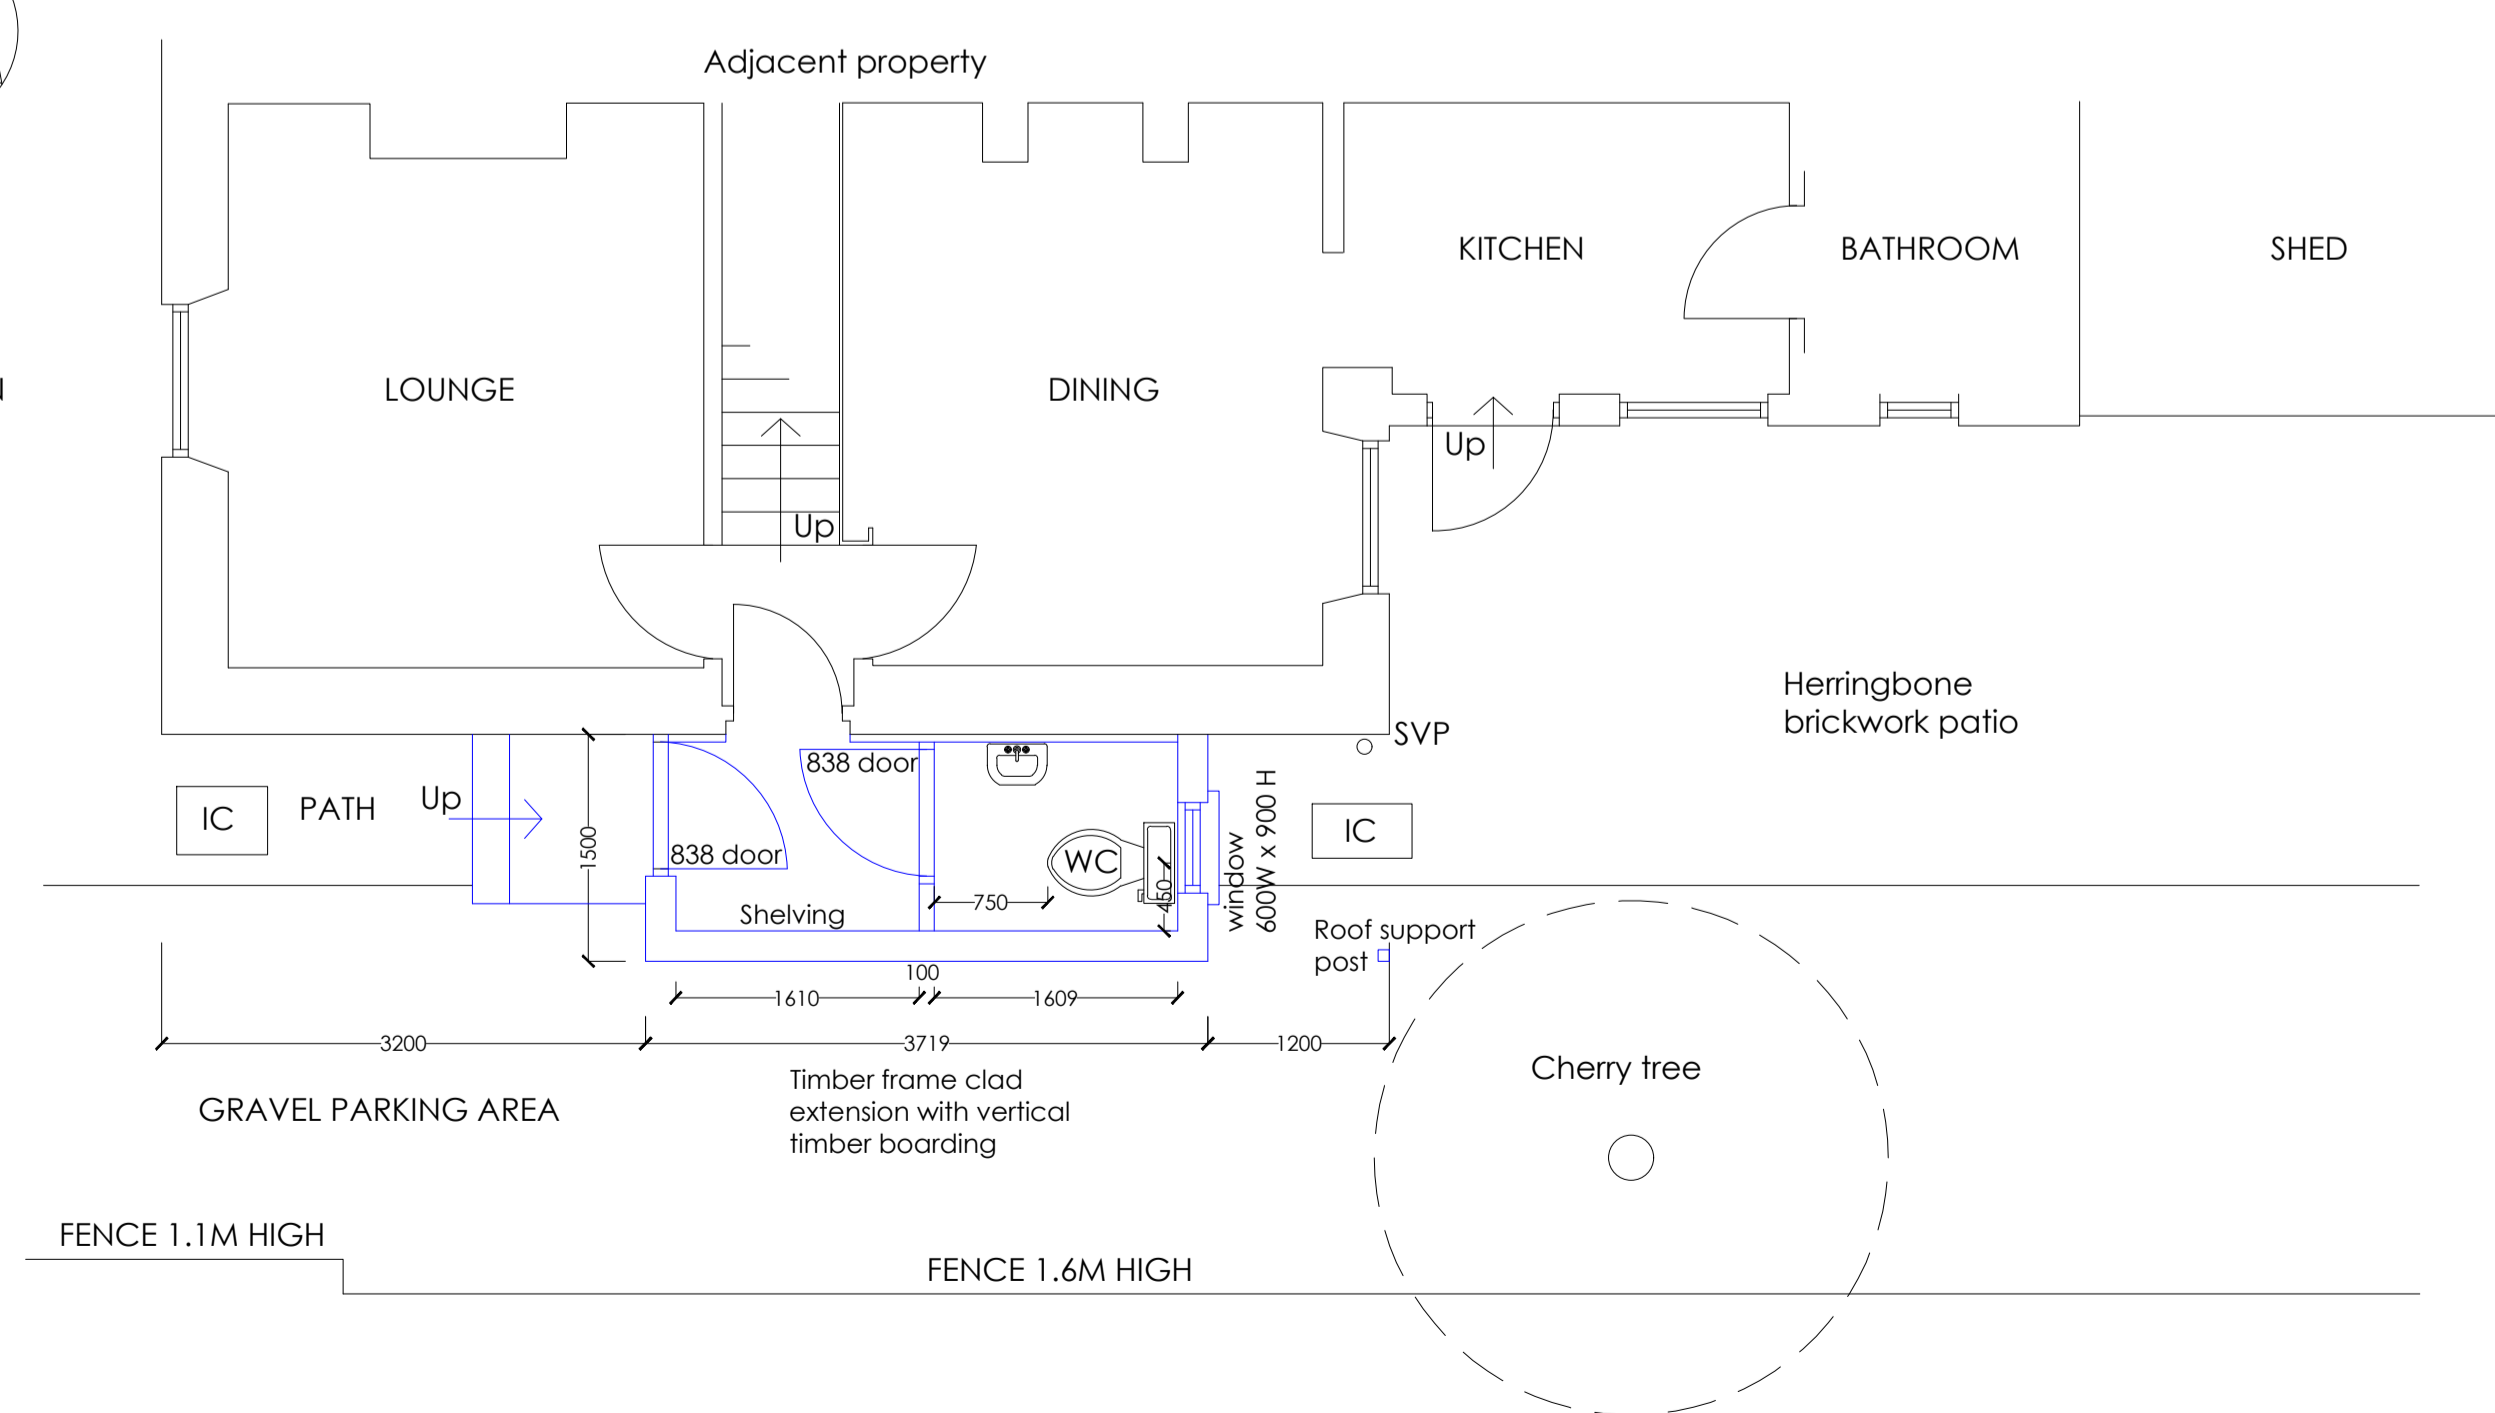 Adjacent property
KITCHEN
BATHROOM
SHED
LOUNGE
DINING
Up
Up
Herringbone
brickwork patio
SVP
838 door
IC
PATH
Up
1500
838 door
WC
450
750
Shelving
window
600W x 900 H
IC
Roof support
post
100
1610
1609
3200
3719
1200
Timber frame clad
extension with vertical
timber boarding
GRAVEL PARKING AREA
Cherry tree
FENCE 1.1M HIGH
FENCE 1.6M HIGH